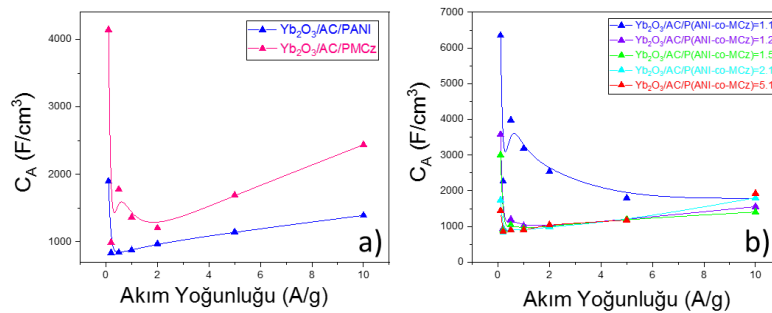 Yb₂O₃/AC/PANI
Yb₂O₃/AC/PMCz
4000
3000
2000
1000
C_A (F/cm³)
0 2 4 6 8 10
Akım Yoğunluğu (A/g)
a)
Yb₂O₃/AC/P(ANI-co-MCz)=1.1
Yb₂O₃/AC/P(ANI-co-MCz)=1.2
Yb₂O₃/AC/P(ANI-co-MCz)=1.5
Yb₂O₃/AC/P(ANI-co-MCz)=2.1
Yb₂O₃/AC/P(ANI-co-MCz)=5.1
7000
6000
5000
4000
3000
2000
1000
0
C_A (F/cm³)
0 2 4 6 8 10
Akım Yoğunluğu (A/g)
b)